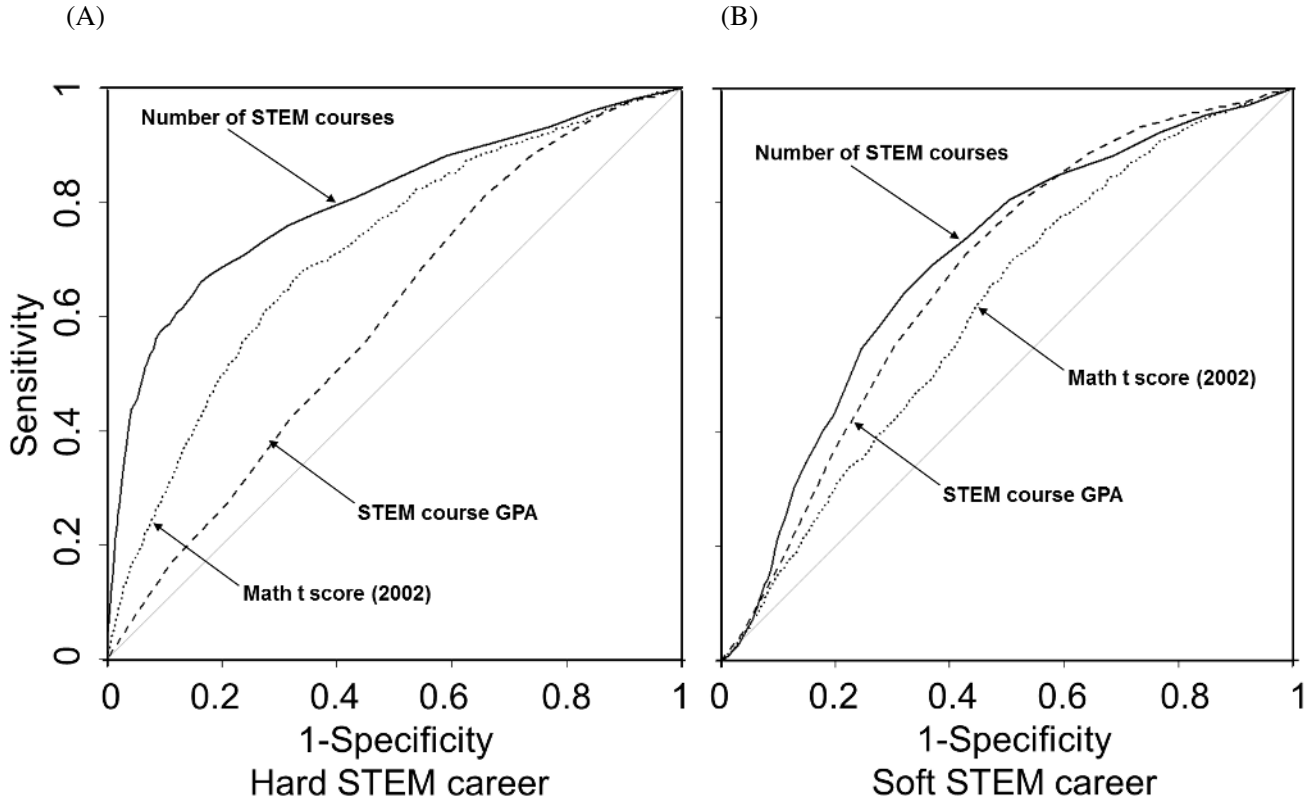 (A)
(B)
Number of STEM courses
STEM course GPA
Math t score (2002)
Sensitivity
0
0.2
0.4
0.6
0.8
1
0 0.2 0.4 0.6 0.8 1
1-Specificity
Hard STEM career
Number of STEM courses
Math t score (2002)
STEM course GPA
0 0.2 0.4 0.6 0.8 1
1-Specificity
Soft STEM career